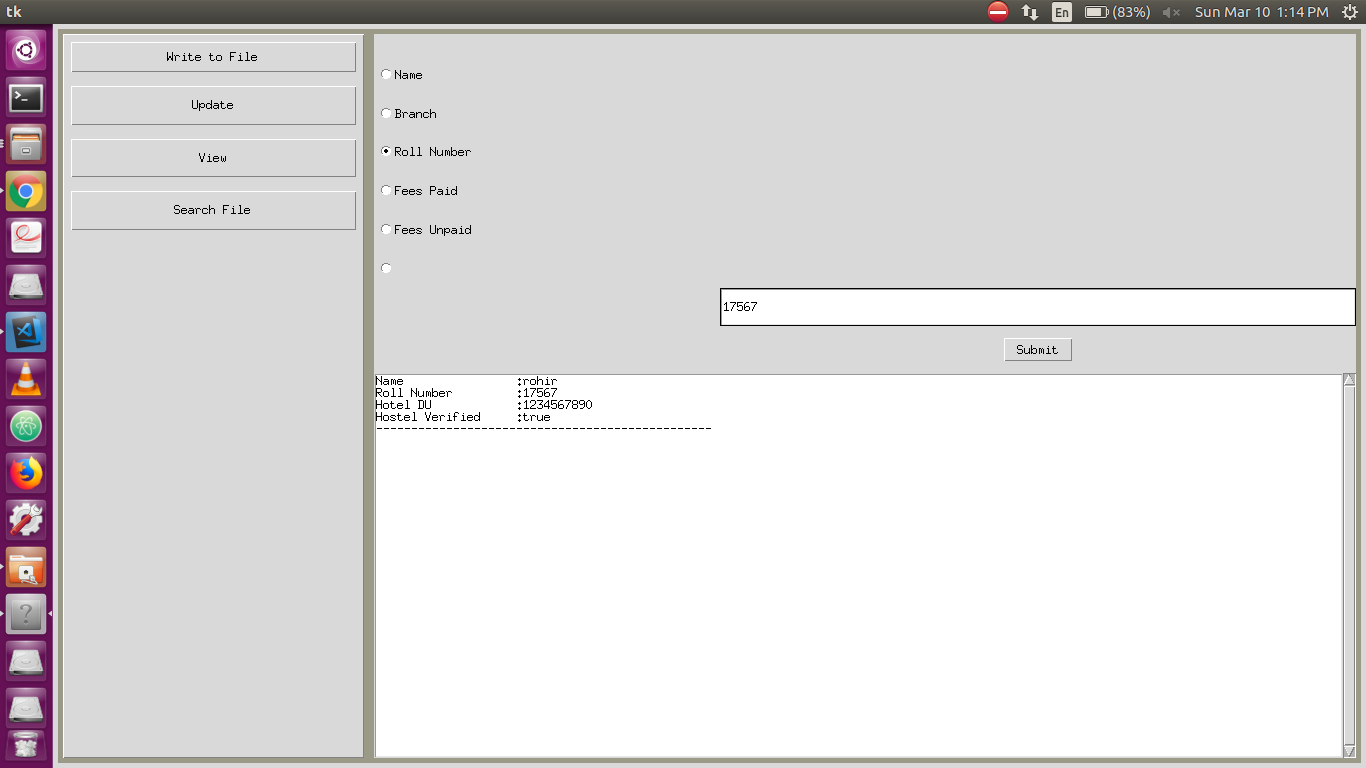 tk
En (83%) Sun Mar 10 1:14 PM
Write to File
Update
View
Search File
Name
Branch
Roll Number
Fees Paid
Fees Unpaid
17567
Submit
Name :rohir
Roll Number :17567
Hotel DU :1234567890
Hostel Verified :true
------------------------------------------------